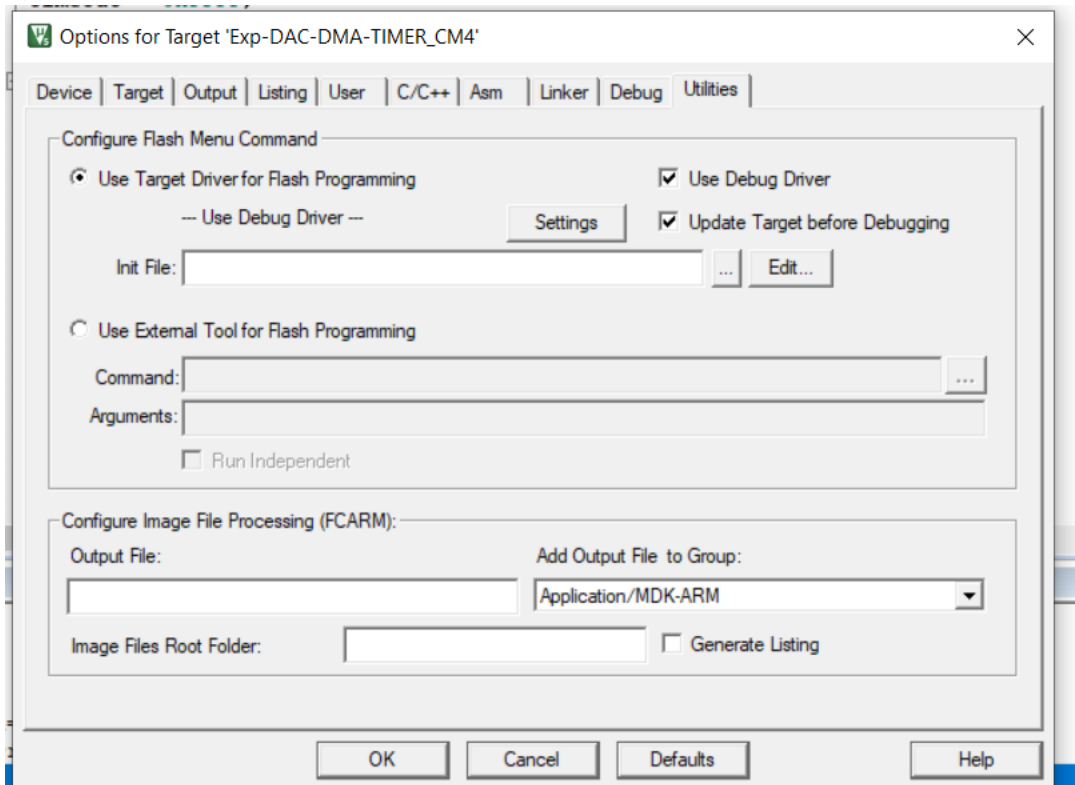 Options for Target 'Exp-DAC-DMA-TIMER_CM4'
Device Target Output Listing User C/C++ Asm Linker Debug Utilities
Configure Flash Menu Command
Use Target Driver for Flash Programming Use Debug Driver
--- Use Debug Driver --- Settings Update Target before Debugging
Init File: ... Edit...
Use External Tool for Flash Programming
Command: ...
Arguments:
Run Independent
Configure Image File Processing (FCARM):
Output File: Add Output File to Group:
Application/MDK-ARM
Image Files Root Folder: Generate Listing
OK Cancel Defaults Help